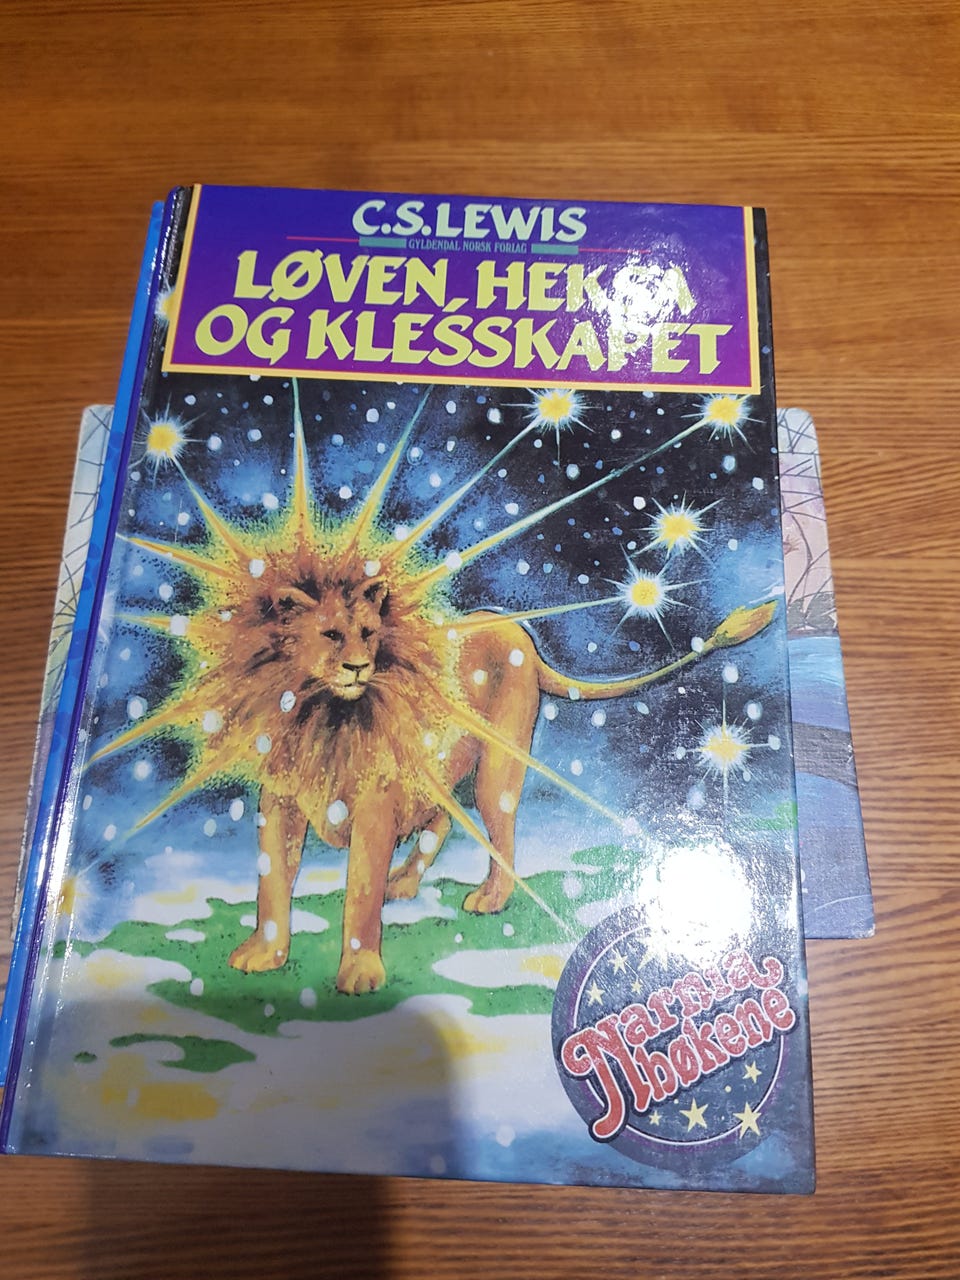 C.S.LEWIS
GYLDENDAL NORSK FORLAG
LØVEN, HEKSA
OG KLESSKAPET
Narnia
bøkene